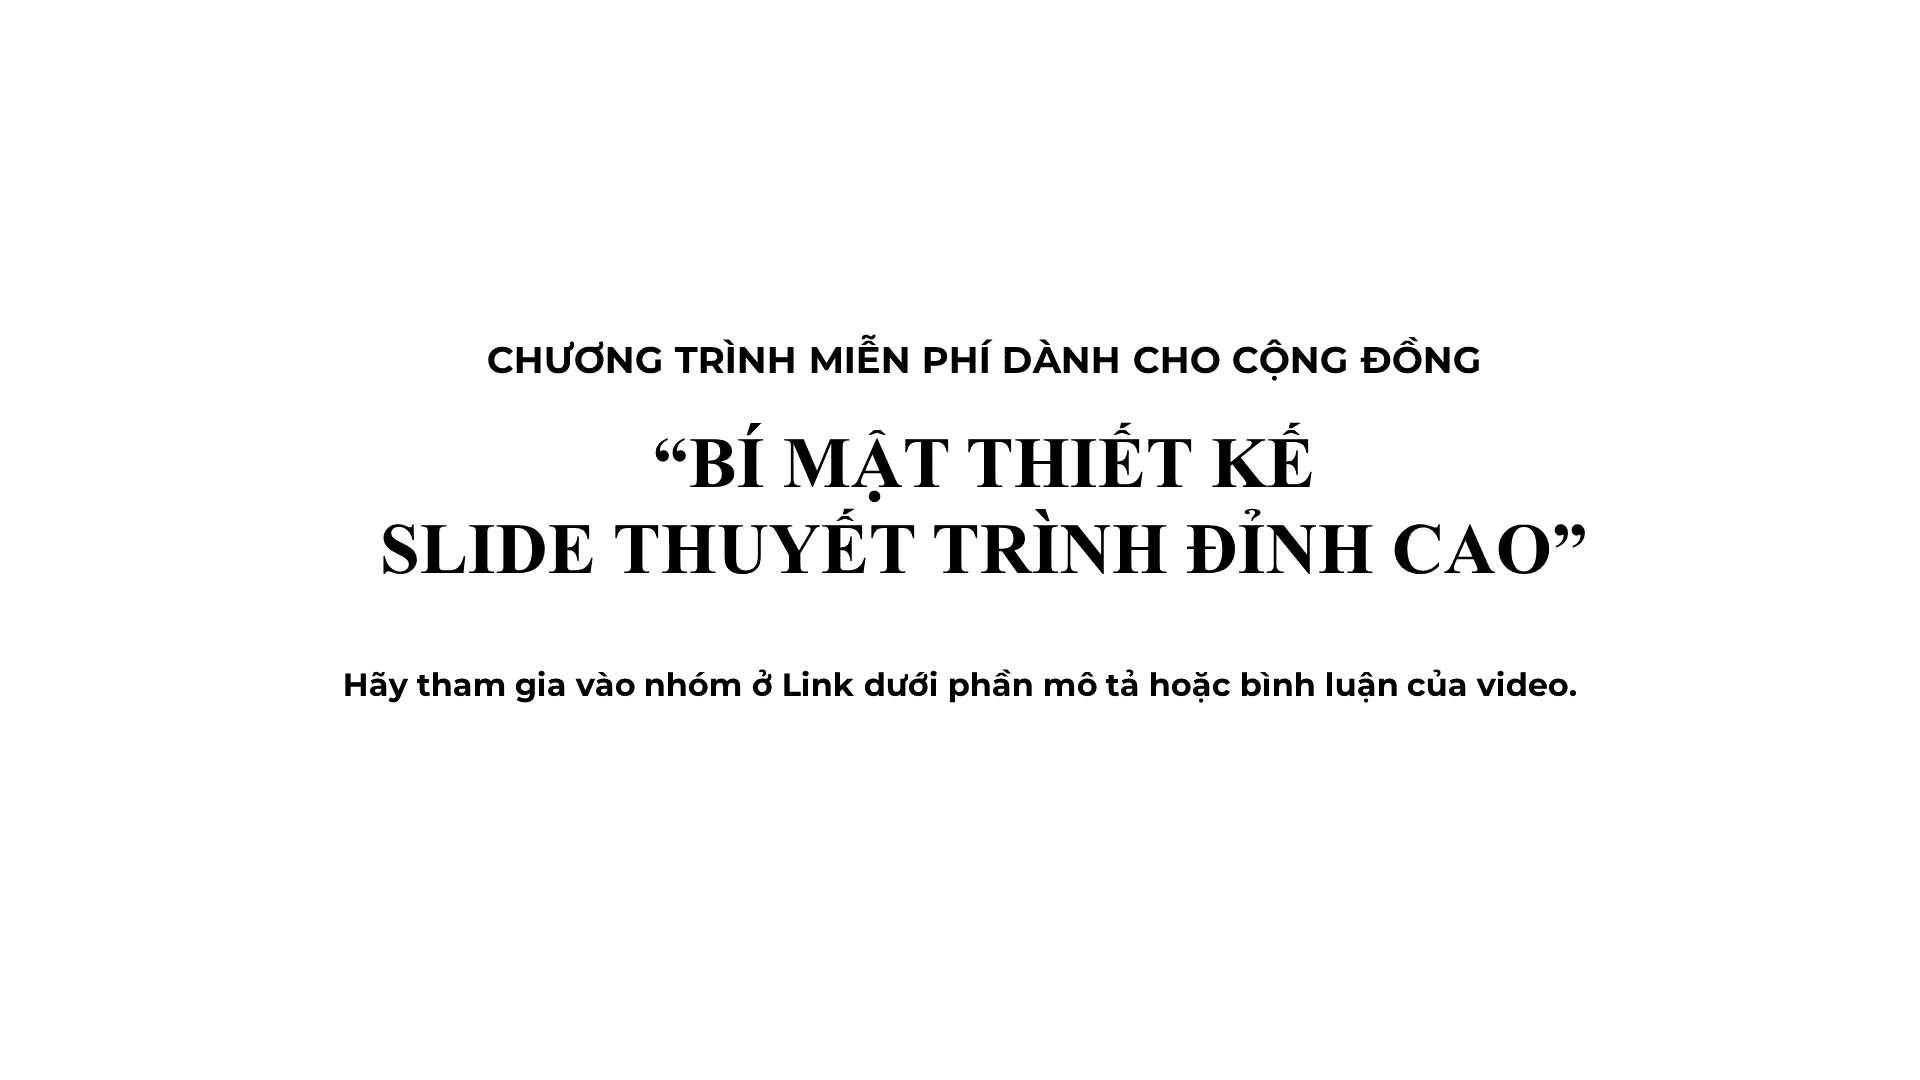 CHƯƠNG TRÌNH MIỄN PHÍ DÀNH CHO CỘNG ĐỒNG
“BÍ MẬT THIẾT KẾ
SLIDE THUYẾT TRÌNH ĐỈNH CAO”
Hãy tham gia vào nhóm ở Link dưới phần mô tả hoặc bình luận của video.